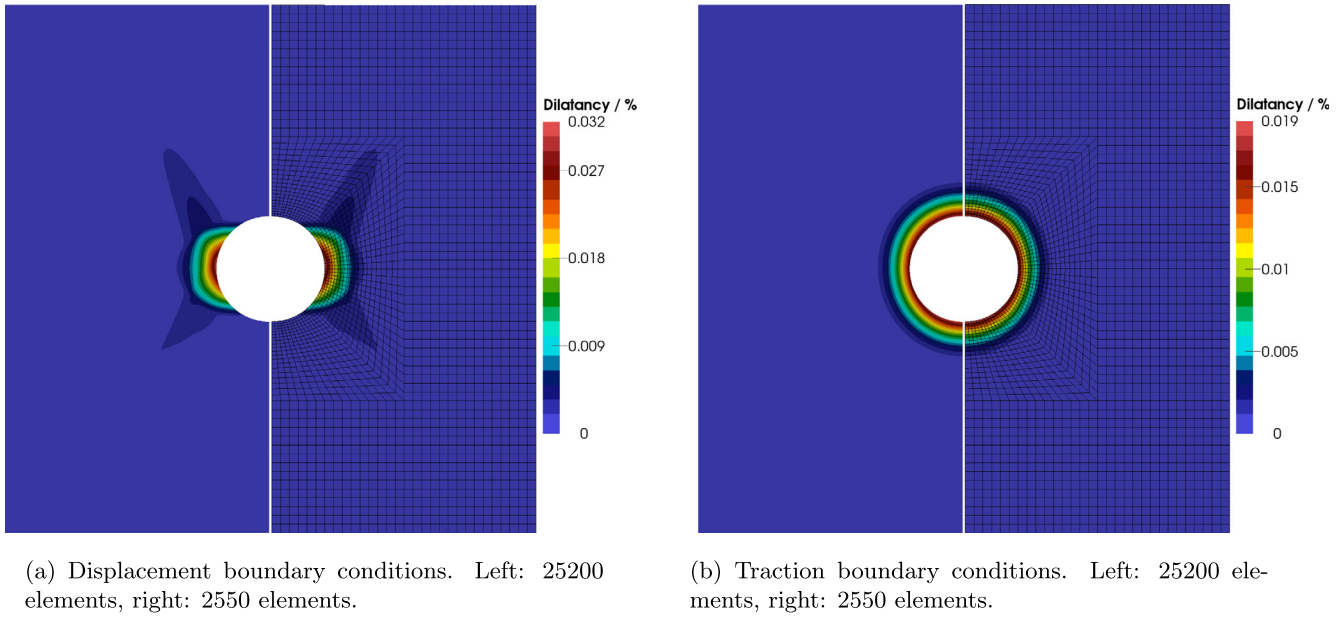 Dilatancy / %
0.032
0.027
0.018
0.009
0
Dilatancy / %
0.019
0.015
0.01
0.005
0
(a) Displacement boundary conditions. Left: 25200
elements, right: 2550 elements.
(b) Traction boundary conditions. Left: 25200 ele-
ments, right: 2550 elements.